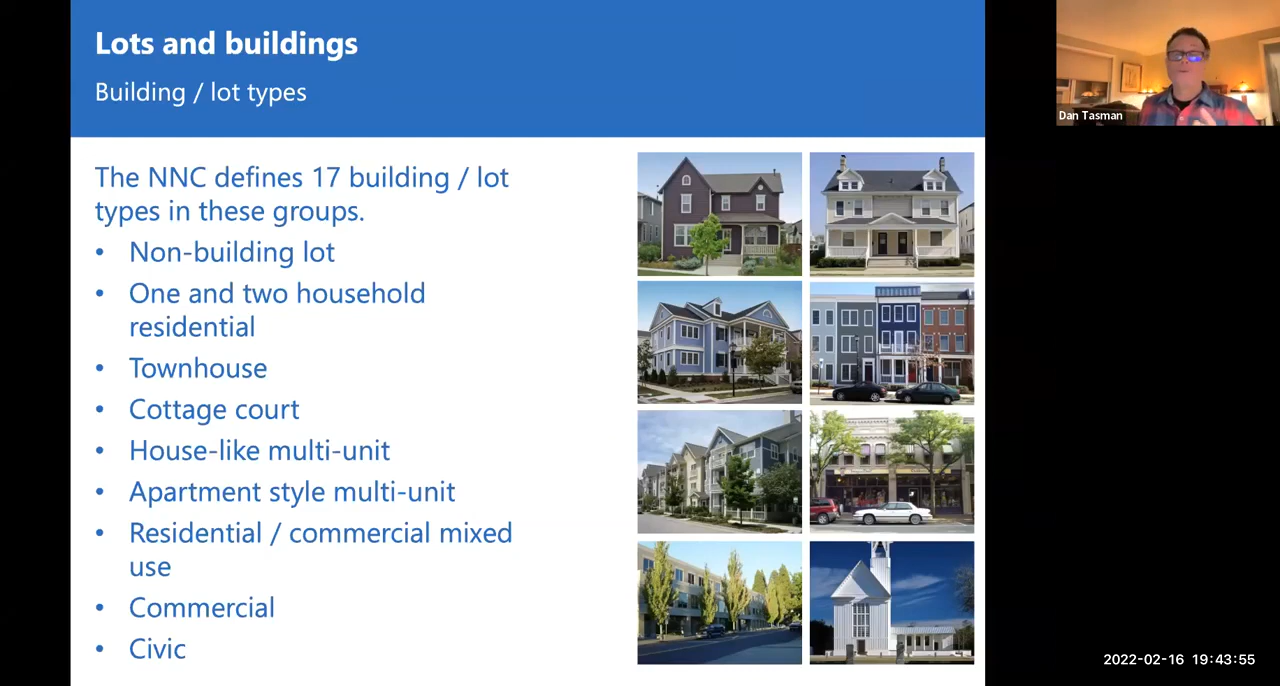 Lots and buildings
Building / lot types
The NNC defines 17 building / lot
types in these groups.
• Non-building lot
• One and two household
residential
• Townhouse
• Cottage court
• House-like multi-unit
• Apartment style multi-unit
• Residential / commercial mixed
use
• Commercial
• Civic
Dan Tasman
2022-02-16 19:43:55